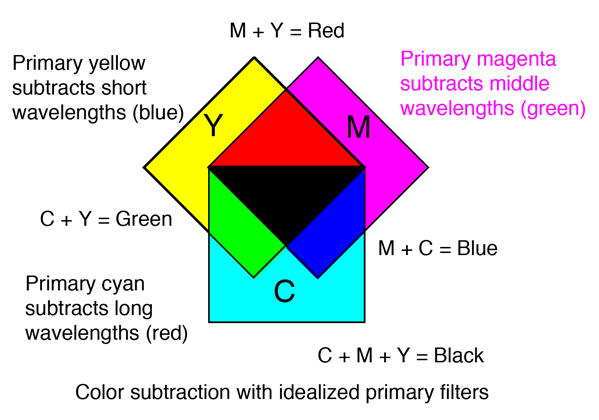 M + Y = Red
Primary yellow
subtracts short
wavelengths (blue)
Primary magenta
subtracts middle
wavelengths (green)
Y
M
C + Y = Green
M + C = Blue
Primary cyan
subtracts long
wavelengths (red)
C
C + M + Y = Black
Color subtraction with idealized primary filters